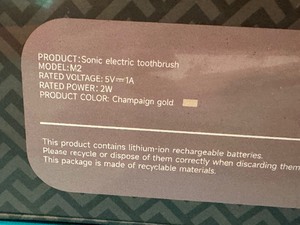 PRODUCT:Sonic electric toothbrush
MODEL:M2
RATED VOLTAGE: 5V⎓1A
RATED POWER: 2W
PRODUCT COLOR: Champaign gold
This product contains lithium-ion rechargeable batteries.
Please recycle or dispose of them correctly when discarding them
This package is made of recyclable materials.